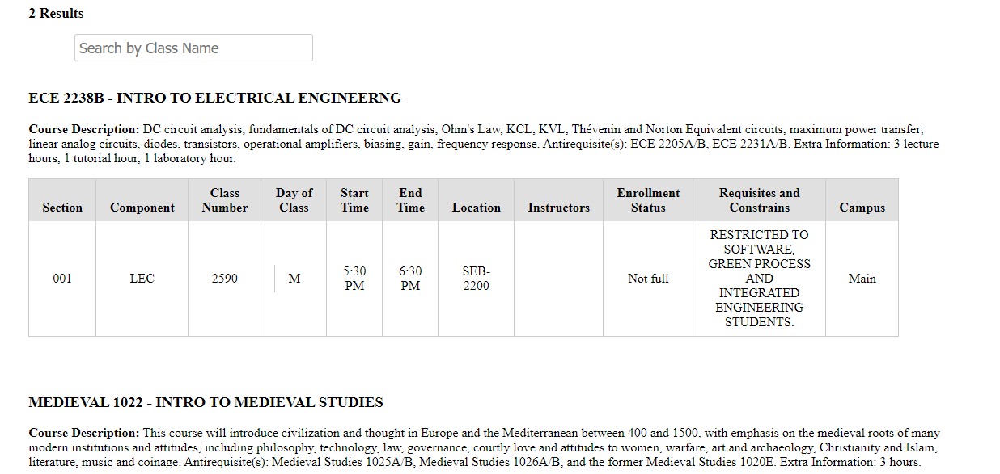 2 Results
Search by Class Name
ECE 2238B - INTRO TO ELECTRICAL ENGINEERNG
Course Description: DC circuit analysis, fundamentals of DC circuit analysis, Ohm's Law, KCL, KVL, Thévenin and Norton Equivalent circuits, maximum power transfer;
linear analog circuits, diodes, transistors, operational amplifiers, biasing, gain, frequency response. Antirequisite(s): ECE 2205A/B, ECE 2231A/B. Extra Information: 3 lecture
hours, 1 tutorial hour, 1 laboratory hour.
Section Component Class Number Day of Class Start Time End Time Location Instructors Enrollment Status Requisites and Constrains Campus
001 LEC 2590 M 5:30 PM 6:30 PM SEB-2200 Not full RESTRICTED TO SOFTWARE, GREEN PROCESS AND INTEGRATED ENGINEERING STUDENTS. Main
MEDIEVAL 1022 - INTRO TO MEDIEVAL STUDIES
Course Description: This course will introduce civilization and thought in Europe and the Mediterranean between 400 and 1500, with emphasis on the medieval roots of many
modern institutions and attitudes, including philosophy, technology, law, governance, courtly love and attitudes to women, warfare, art and archaeology, Christianity and Islam,
literature, music and coinage. Antirequisite(s): Medieval Studies 1025A/B, Medieval Studies 1026A/B, and the former Medieval Studies 1020E. Extra Information: 3 hours.